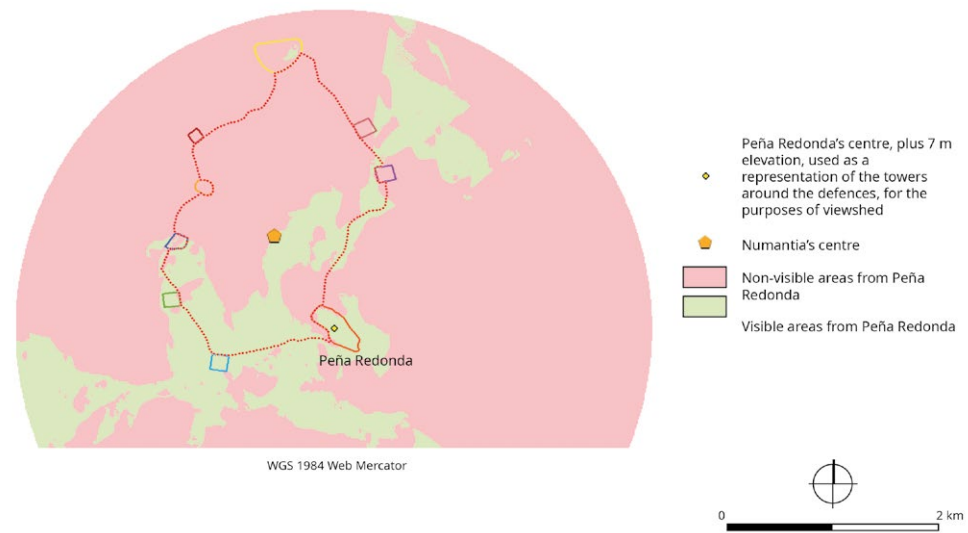 Peña Redonda
WGS 1984 Web Mercator
Peña Redonda's centre, plus 7 m
elevation, used as a
representation of the towers
around the defences, for the
purposes of viewshed
Numantia's centre
Non-visible areas from Peña
Redonda
Visible areas from Peña Redonda
0
2 km